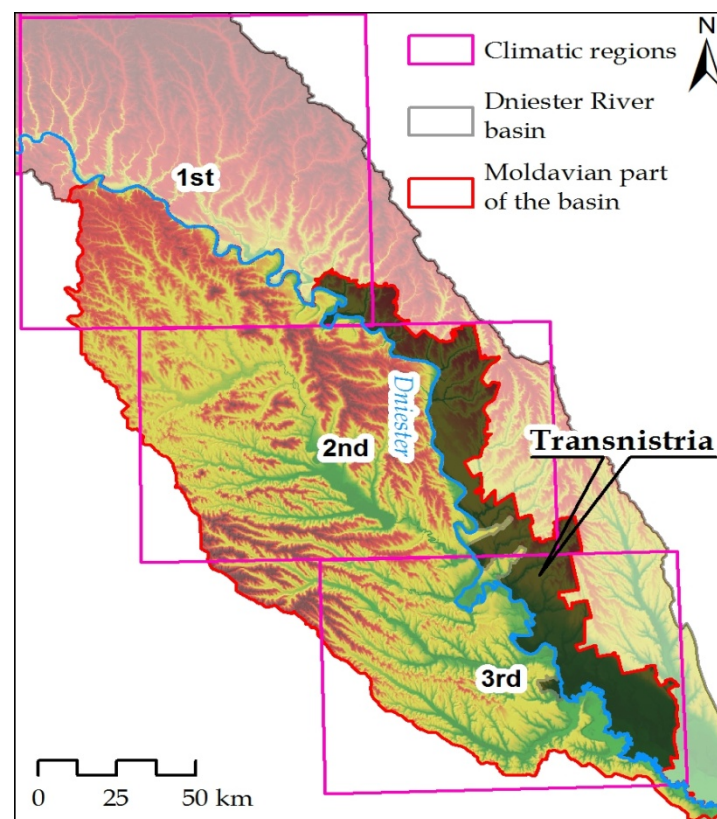 N
Climatic regions
Dniester River
basin
Moldavian part
of the basin
1st
Dniester
2nd
Transnistria
3rd
0 25 50 km